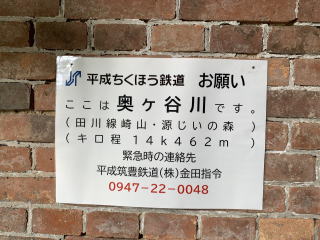 平成ちくほう鉄道 お願い
ここは奥ヶ谷川です。
(田川線崎山・源じいの森)
(キロ程 14k462m)
緊急時の連絡先
平成筑豊鉄道(株)金田指令
0947-22-0048